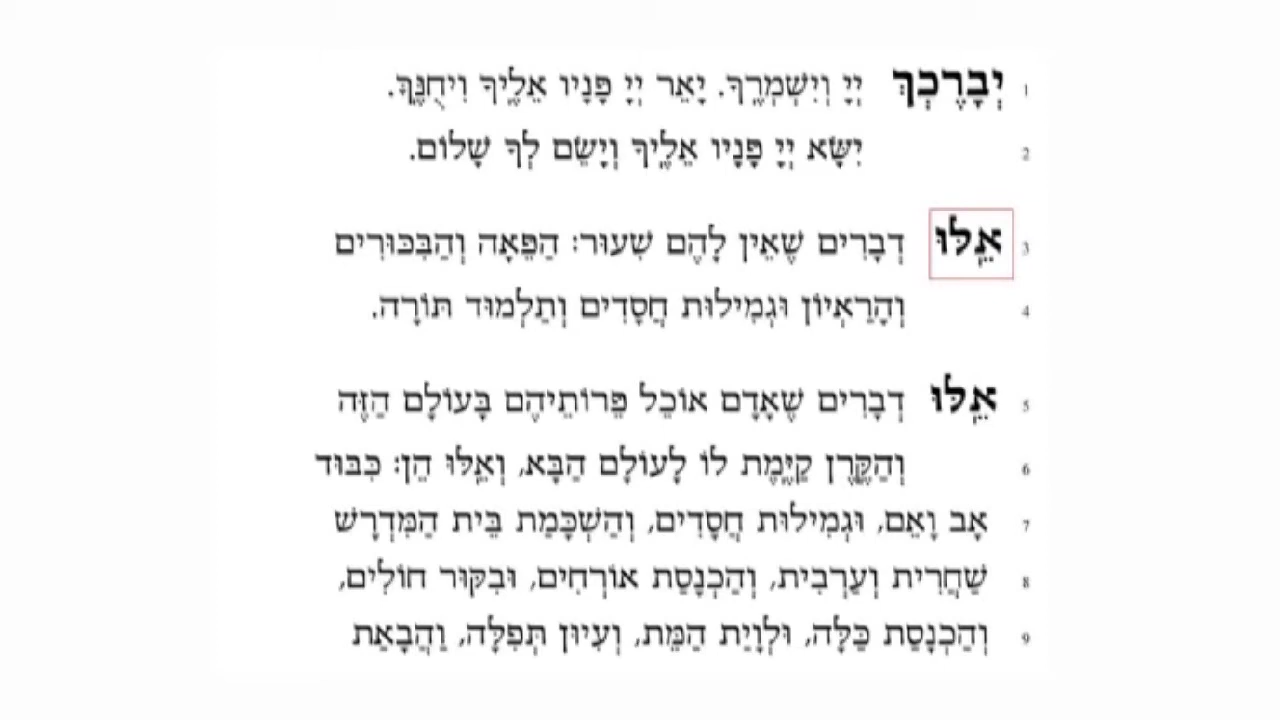 יְבָרֶכְךָ יְיָ וְיִשְׁמְרֶֽךָ. יָאֵר יְיָ פָּנָיו אֵלֶֽיךָ וִיחֻנֶּֽךָּ. 1
יִשָּׂא יְיָ פָּנָיו אֵלֶֽיךָ וְיָשֵׂם לְךָ שָׁלוֹם. 2
אֵֽלּוּ דְבָרִים שֶׁאֵין לָהֶם שִׁעוּר: הַפֵּאָה וְהַבִּכּוּרִים 3
וְהָרֵאָיוֹן וּגְמִילוּת חֲסָדִים וְתַלְמוּד תּוֹרָה. 4
אֵֽלּוּ דְבָרִים שֶׁאָדָם אוֹכֵל פֵּרוֹתֵיהֶם בָּעוֹלָם הַזֶּה 5
וְהַקֶּֽרֶן קַיֶּֽמֶת לוֹ לָעוֹלָם הַבָּא, וְאֵֽלּוּ הֵן: כִּבּוּד 6
אָב וָאֵם, וּגְמִילוּת חֲסָדִים, וְהַשְׁכָּמַת בֵּית הַמִּדְרָשׁ 7
שַׁחֲרִית וְעַרְבִית, וְהַכְנָסַת אוֹרְחִים, וּבִקּוּר חוֹלִים, 8
וְהַכְנָסַת כַּלָּה, וּלְוָיַת הַמֵּת, וְעִיּוּן תְּפִלָּה, וַהֲבָאַת 9